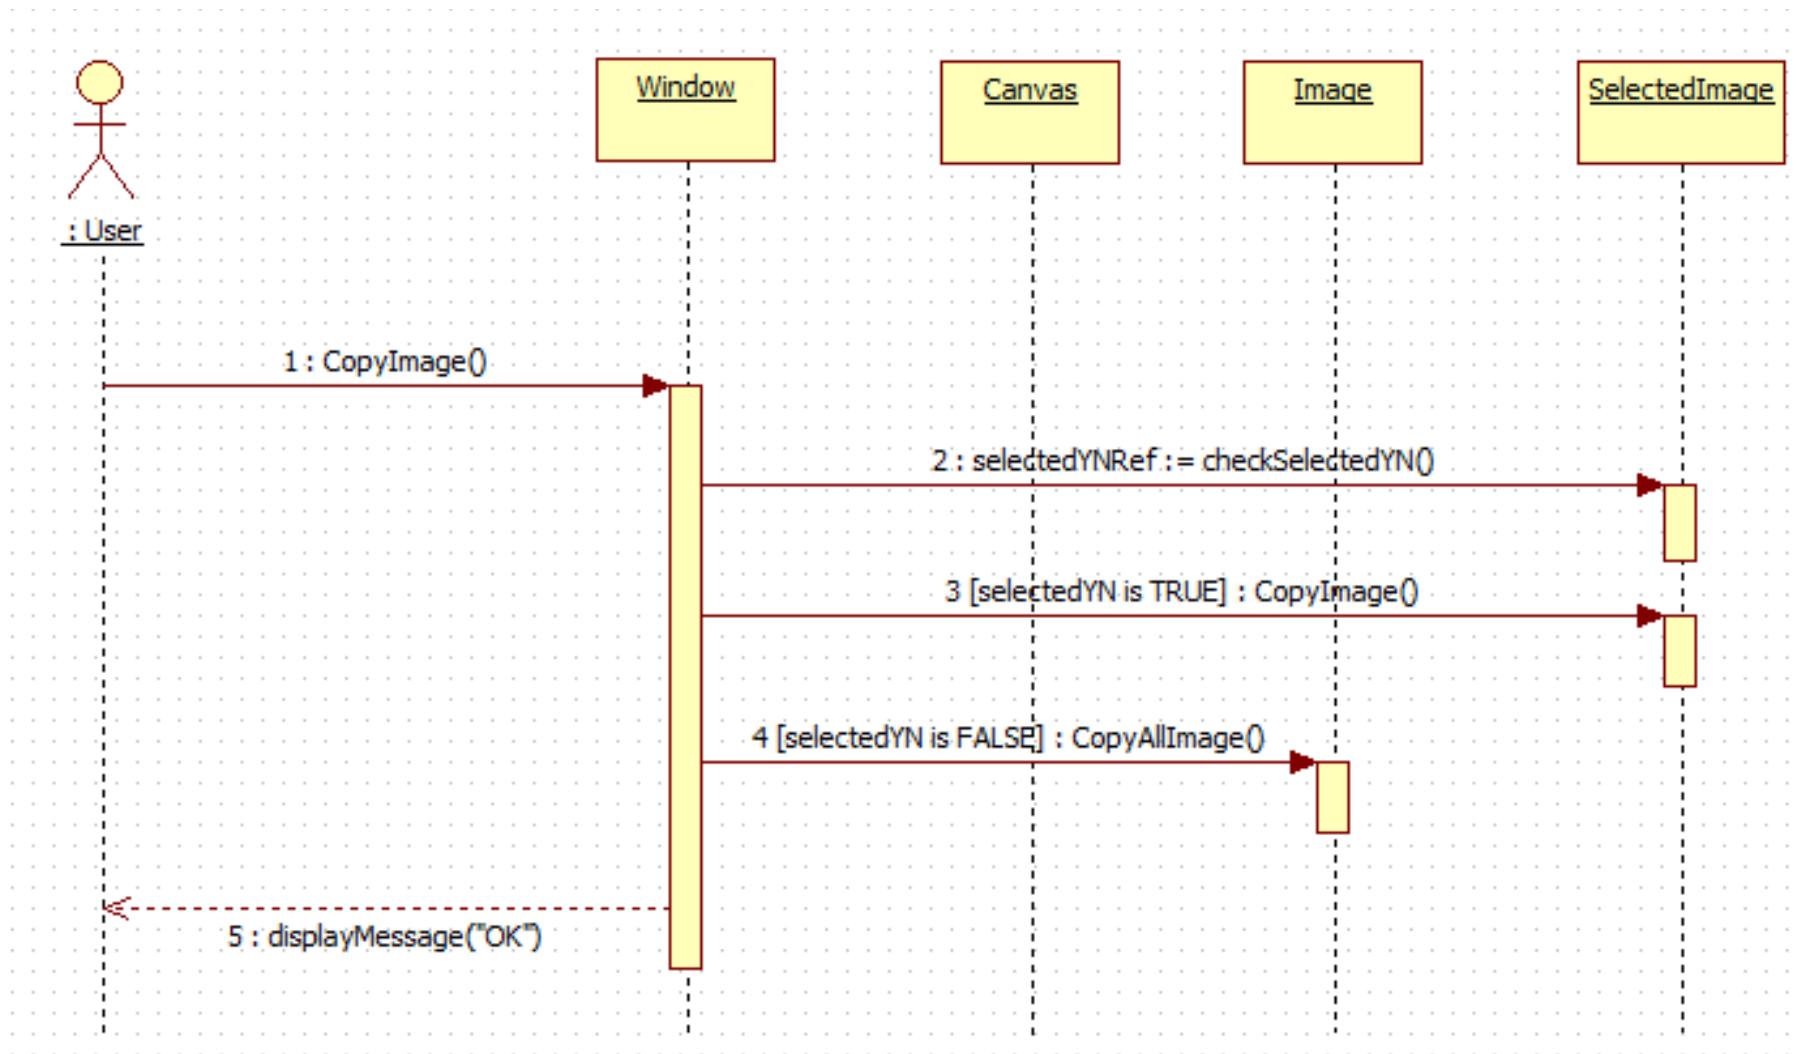 Window
Canvas
Image
SelectedImage
: User
1 : CopyImage()
2 : selectedYNRef := checkSelectedYN()
3 [selectedYN is TRUE] : CopyImage()
4 [selectedYN is FALSE] : CopyAllImage()
5 : displayMessage("OK")